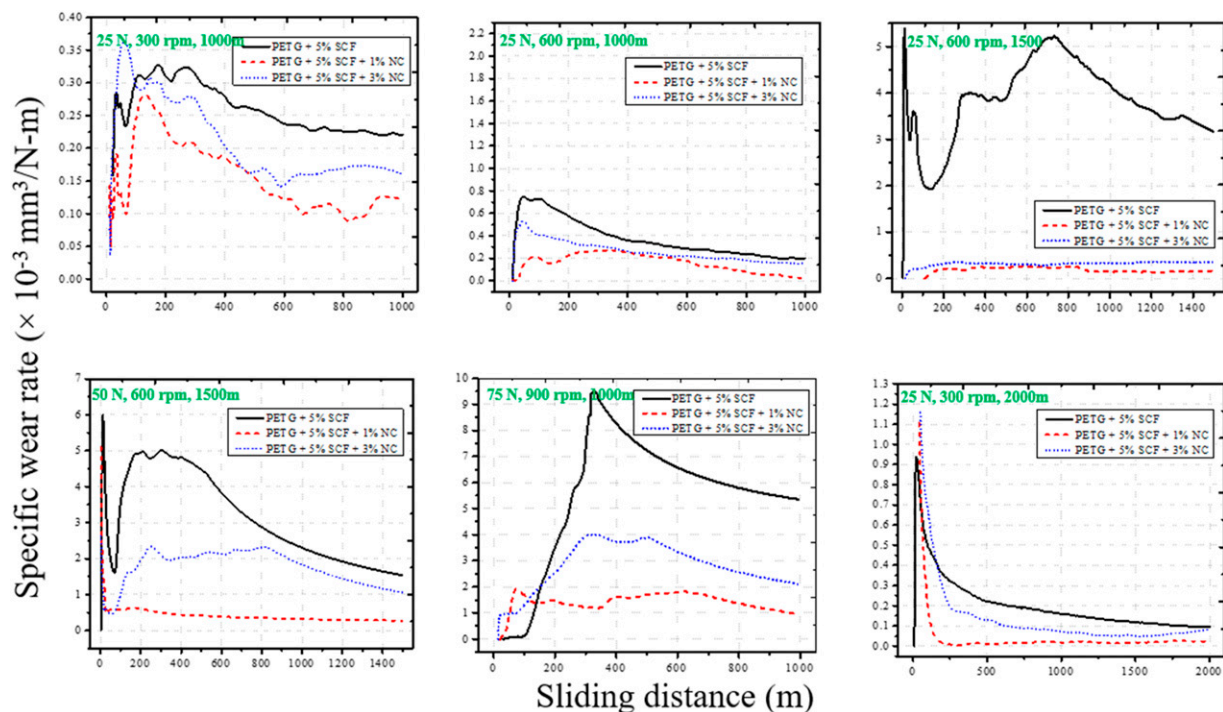 Specific wear rate (× 10⁻³ mm³/N-m)
25 N, 300 rpm, 1000m
PETG + 5% SCF
PETG + 5% SCF + 1% NC
PETG + 5% SCF + 3% NC
0.40
0.35
0.30
0.25
0.20
0.15
0.10
0.05
0.00
0 200 400 600 800 1000
25 N, 600 rpm, 1000m
PETG + 5% SCF
PETG + 5% SCF + 1% NC
PETG + 5% SCF + 3% NC
2.2
2.0
1.8
1.6
1.4
1.2
1.0
0.8
0.6
0.4
0.2
0.0
0 200 400 600 800 1000
25 N, 600 rpm, 1500
PETG + 5% SCF
PETG + 5% SCF + 1% NC
PETG + 5% SCF + 3% NC
5
4
3
2
1
0
0 200 400 600 800 1000 1200 1400
50 N, 600 rpm, 1500m
PETG + 5% SCF
PETG + 5% SCF + 1% NC
PETG + 5% SCF + 3% NC
7
6
5
4
3
2
1
0
0 200 400 600 800 1000 1200 1400
75 N, 900 rpm, 1000m
PETG + 5% SCF
PETG + 5% SCF + 1% NC
PETG + 5% SCF + 3% NC
10
9
8
7
6
5
4
3
2
1
0
0 200 400 600 800 1000
25 N, 300 rpm, 2000m
PETG + 5% SCF
PETG + 5% SCF + 1% NC
PETG + 5% SCF + 3% NC
1.3
1.2
1.1
1.0
0.9
0.8
0.7
0.6
0.5
0.4
0.3
0.2
0.1
0.0
0 500 1000 1500 2000
Sliding distance (m)